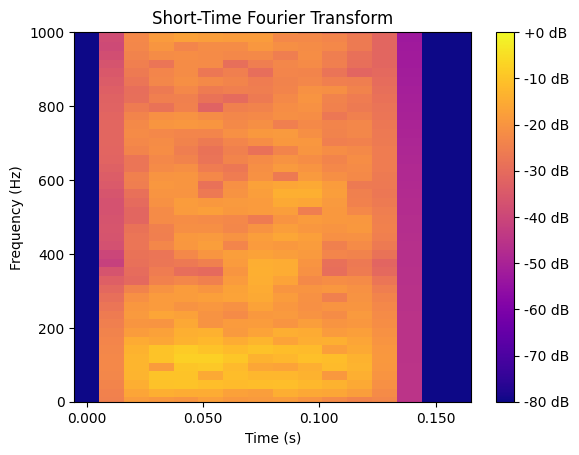 Short-Time Fourier Transform
1000
800
600
400
200
0
Frequency (Hz)
0.000
0.050
0.100
0.150
Time (s)
+0 dB
-10 dB
-20 dB
-30 dB
-40 dB
-50 dB
-60 dB
-70 dB
-80 dB